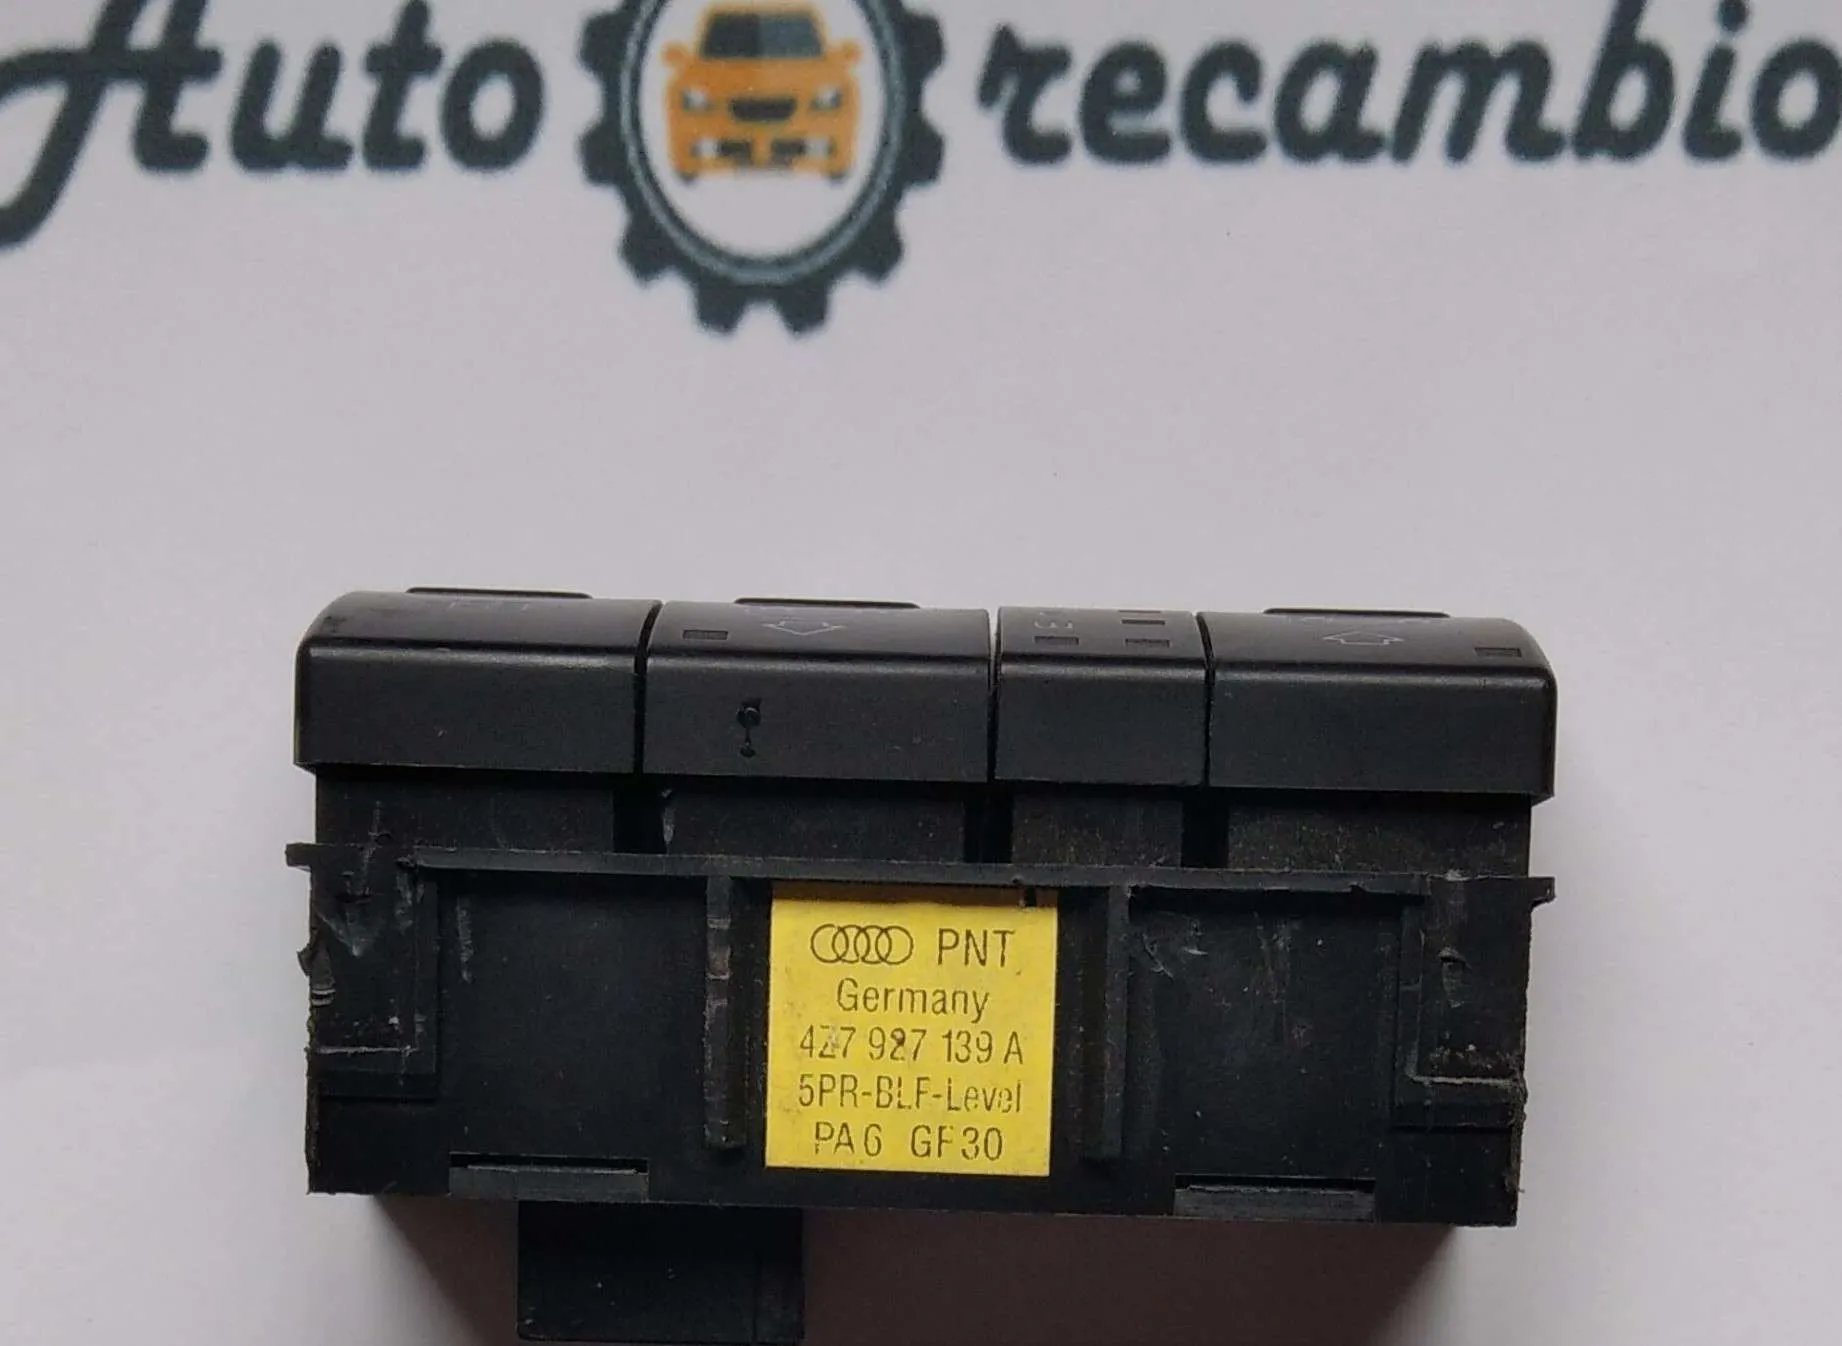 Auto recambio
PNT
Germany
4Z7 927 139 A
5PR-BLF-Level
PA6 GF30